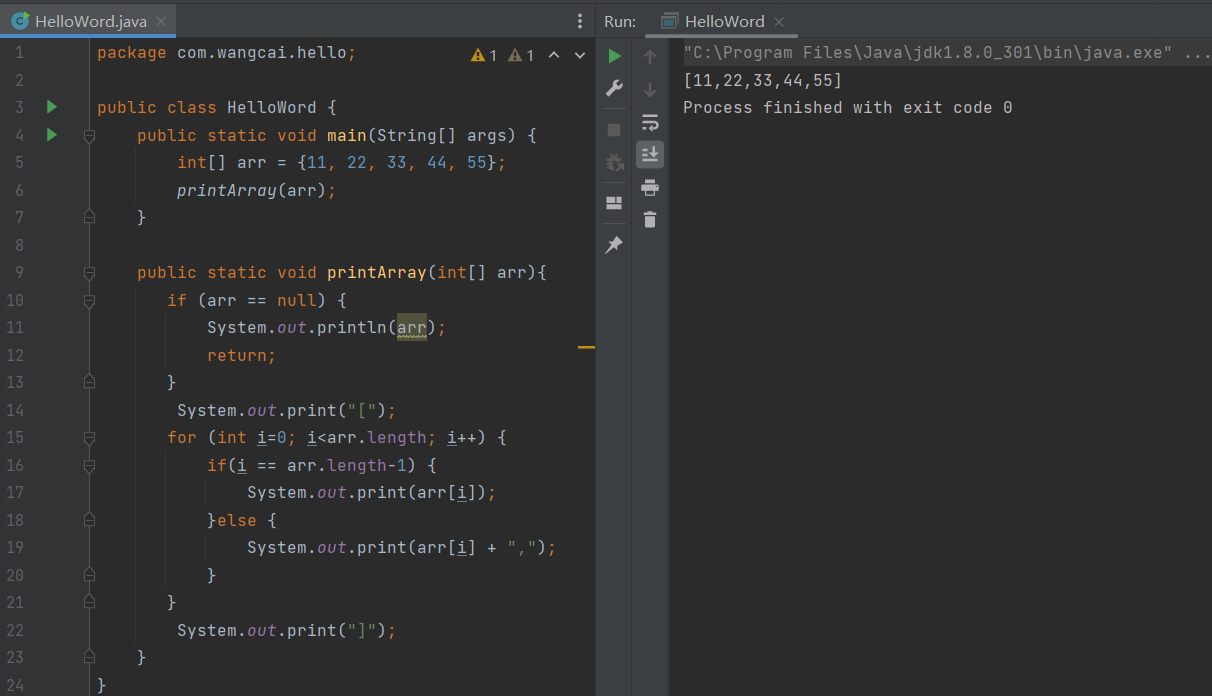 HelloWord.java
Run: HelloWord
1 package com.wangcai.hello; 1 1
2
3 public class HelloWord {
4 public static void main(String[] args) {
5 int[] arr = {11, 22, 33, 44, 55};
6 printArray(arr);
7 }
8
9 public static void printArray(int[] arr){
10 if (arr == null) {
11 System.out.println(arr);
12 return;
13 }
14 System.out.print("[");
15 for (int i=0; i<arr.length; i++) {
16 if(i == arr.length-1) {
17 System.out.print(arr[i]);
18 }else {
19 System.out.print(arr[i] + ",");
20 }
21 }
22 System.out.print("]");
23 }
24 }
"C:\Program Files\Java\jdk1.8.0_301\bin\java.exe" ...
[11,22,33,44,55]
Process finished with exit code 0